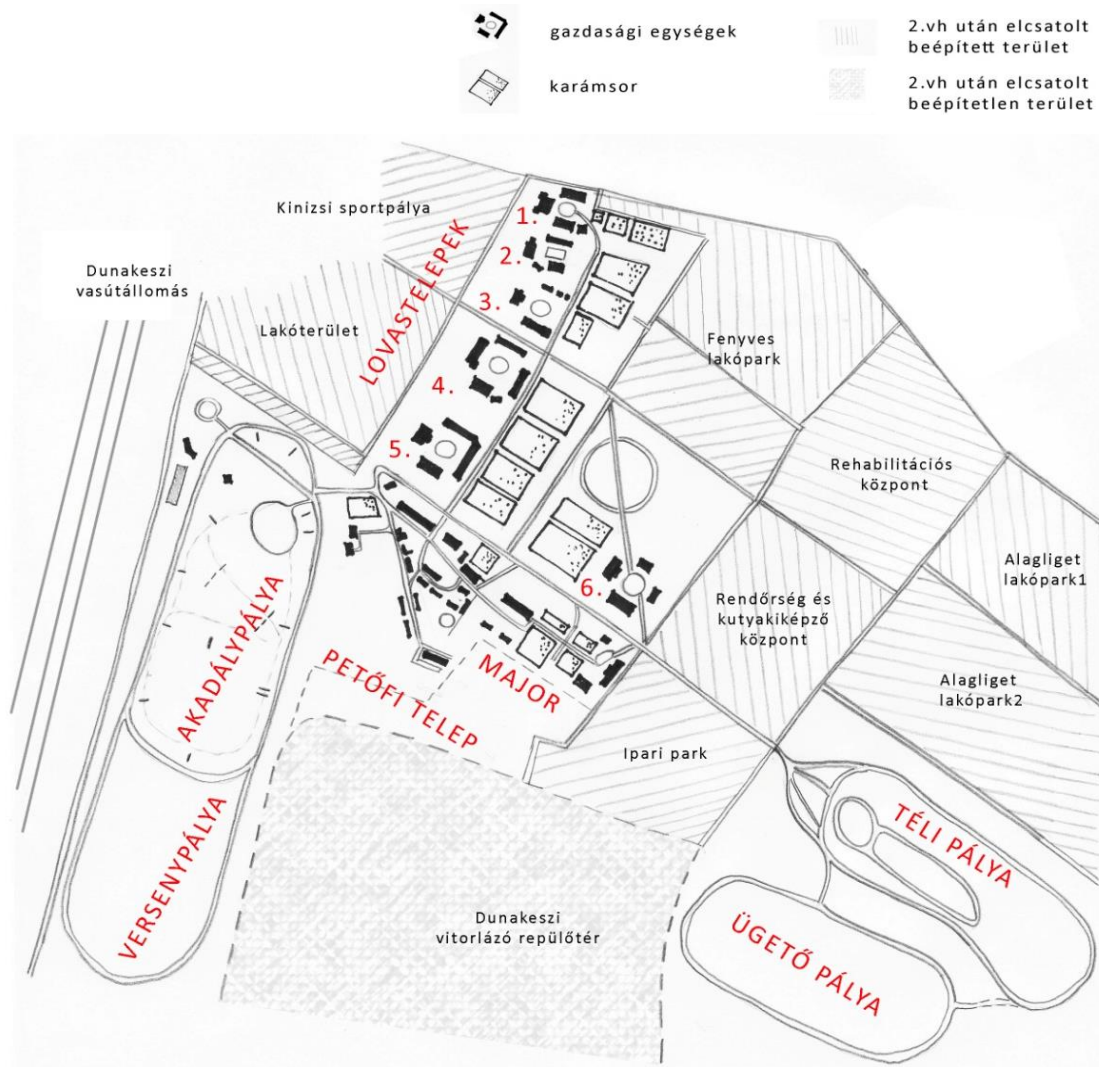 gazdasági egységek
karámsor
2.vh után elcsatolt
beépített terület
2.vh után elcsatolt
beépítetlen terület
Kinizsi sportpálya
Dunakeszi
vasútállomás
Lakóterület
LOVASTELEPEK
1.
2.
3.
4.
5.
6.
Fenyves
lakópark
Rehabilitációs
központ
Alagliget
lakópark1
Rendőrség és
kutyakiképző
központ
Alagliget
lakópark2
AKADÁLYPÁLYA
PETŐFI TELEP
MAJOR
Ipari park
VERSENYPÁLYA
TÉLI PÁLYA
Dunakeszi
vitorlázó repülőtér
ÜGETŐ PÁLYA